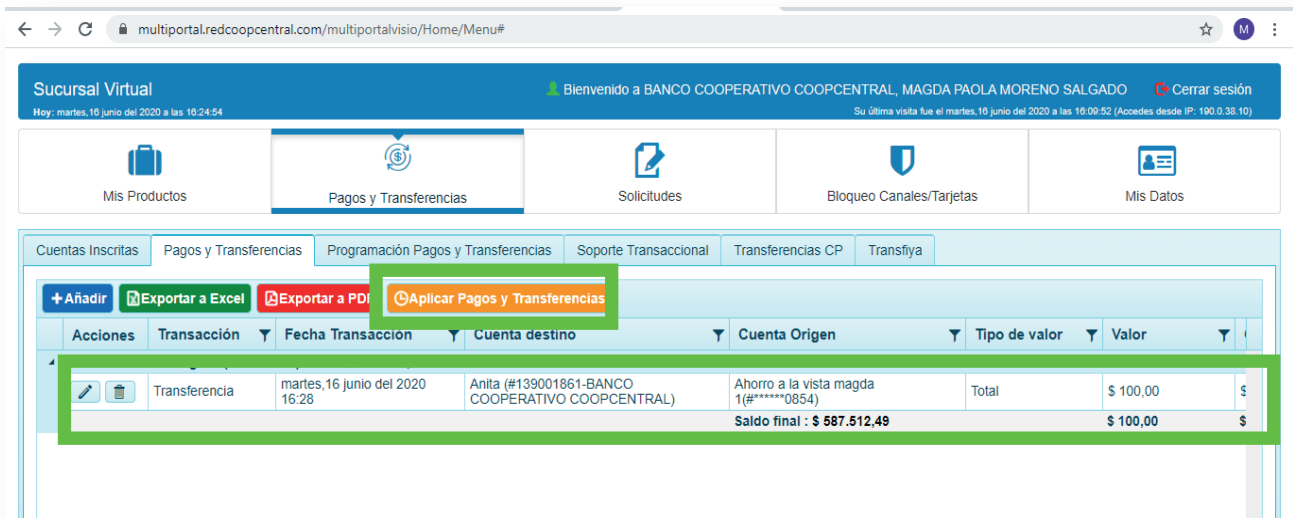 multiportal.redcoopcentral.com/multiportalvisio/Home/Menu#
M
Sucursal Virtual
Bienvenido a BANCO COOPERATIVO COOPCENTRAL, MAGDA PAOLA MORENO SALGADO
Cerrar sesión
Hoy: martes,16 junio del 2020 a las 16:24:54
Su última visita fue el martes,16 junio del 2020 a las 16:09:52 (Accedes desde IP: 190.0.38.10)
Mis Productos
Pagos y Transferencias
Solicitudes
Bloqueo Canales/Tarjetas
Mis Datos
Cuentas Inscritas
Pagos y Transferencias
Programación Pagos y Transferencias
Soporte Transaccional
Transferencias CP
Transfiya
+Añadir
Exportar a Excel
Exportar a PD
Aplicar Pagos y Transferencias
Acciones
Transacción
Fecha Transacción
Cuenta destino
Cuenta Origen
Tipo de valor
Valor
Transferencia
martes,16 junio del 2020
16:28
Anita (#139001861-BANCO
COOPERATIVO COOPCENTRAL)
Ahorro a la vista magda
1(#******0854)
Total
$ 100,00
$
Saldo final : $ 587.512,49
$ 100,00
$